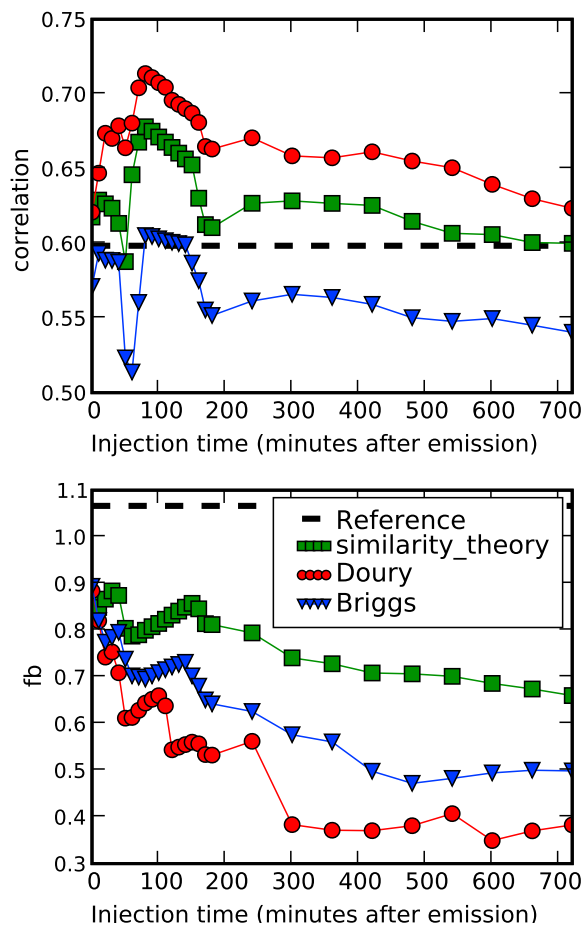 0.75
0.70
0.65
0.60
0.55
0.50
correlation
0 100 200 300 400 500 600 700
Injection time (minutes after emission)
1.1
1.0
0.9
0.8
0.7
0.6
0.5
0.4
0.3
fb
Reference
similarity_theory
Doury
Briggs
0 100 200 300 400 500 600 700
Injection time (minutes after emission)